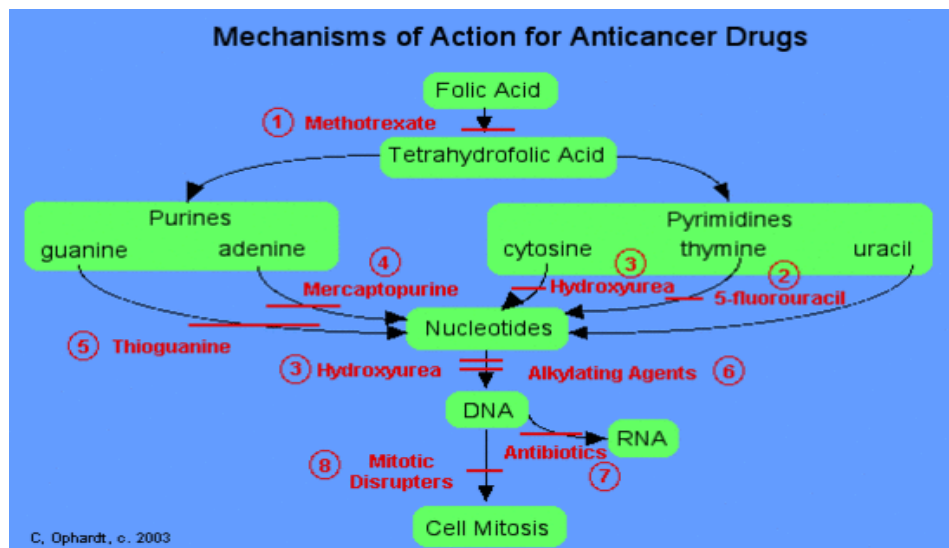 Mechanisms of Action for Anticancer Drugs
Folic Acid
1 Methotrexate
Tetrahydrofolic Acid
Purines
guanine adenine
Pyrimidines
cytosine thymine uracil
4
Mercaptopurine
3
Hydroxyurea
2
5-fluorouracil
Nucleotides
5 Thioguanine
3 Hydroxyurea
Alkylating Agents 6
DNA
RNA
Antibiotics
7
8 Mitotic
Disrupters
Cell Mitosis
C, Ophardt, c. 2003